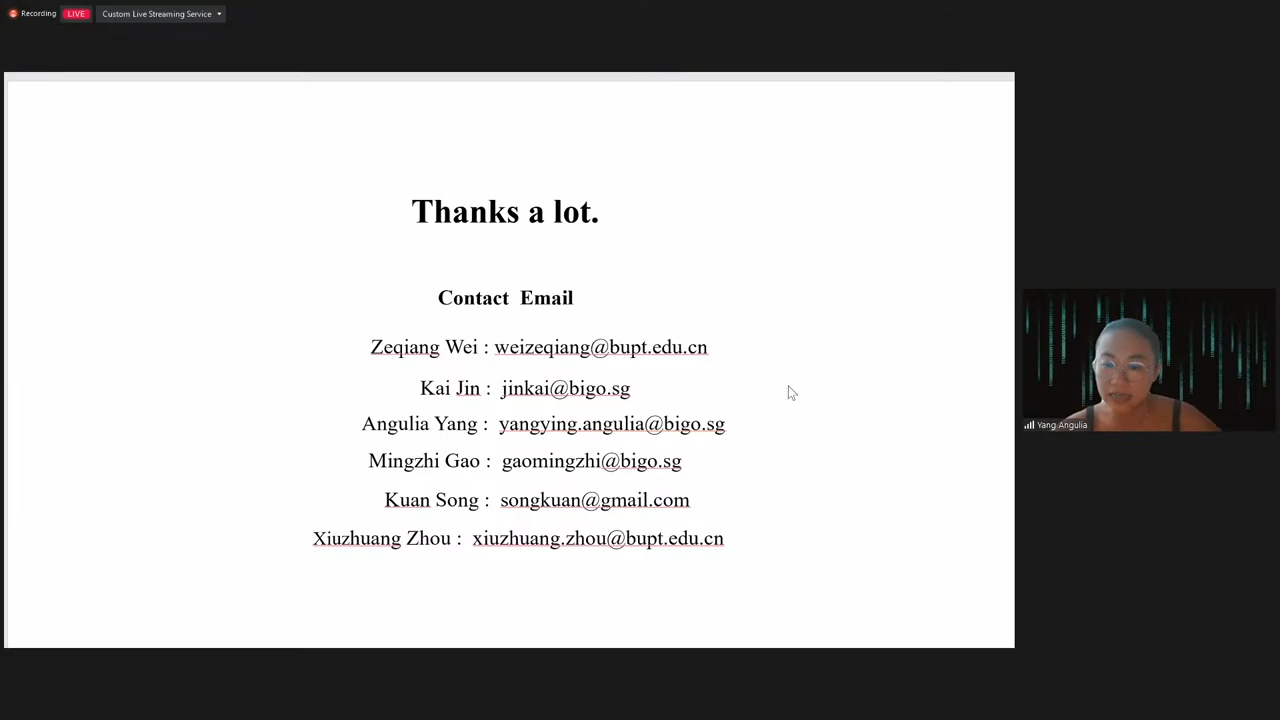 Recording LIVE Custom Live Streaming Service
Thanks a lot.
Contact Email
Zeqiang Wei : weizeqiang@bupt.edu.cn
Kai Jin : jinkai@bigo.sg
Angulia Yang : yangying.angulia@bigo.sg
Mingzhi Gao : gaomingzhi@bigo.sg
Kuan Song : songkuan@gmail.com
Xiuzhuang Zhou : xiuzhuang.zhou@bupt.edu.cn
Yang Angulia